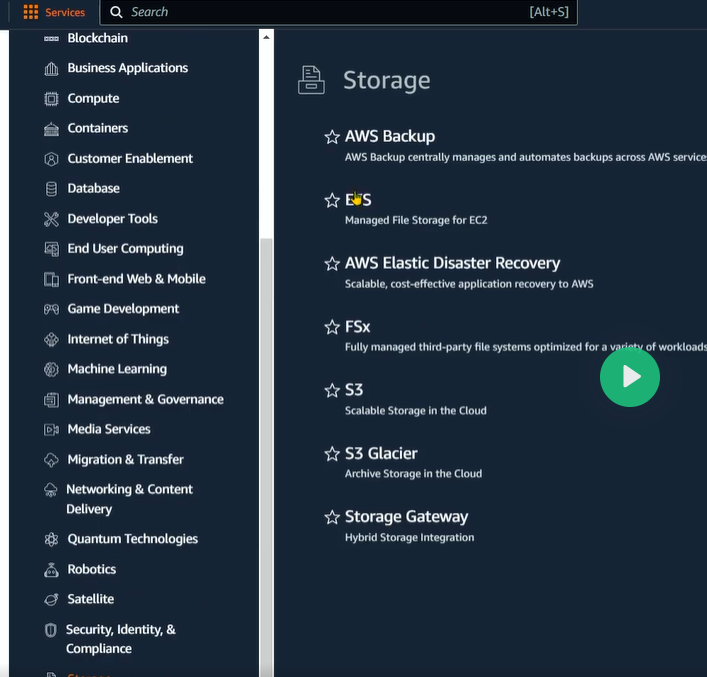 Services
Search
[Alt+S]
Blockchain
Business Applications
Compute
Containers
Customer Enablement
Database
Developer Tools
End User Computing
Front-end Web & Mobile
Game Development
Internet of Things
Machine Learning
Management & Governance
Media Services
Migration & Transfer
Networking & Content
Delivery
Quantum Technologies
Robotics
Satellite
Security, Identity, &
Compliance
Storage
AWS Backup
AWS Backup centrally manages and automates backups across AWS service
Managed File Storage for EC2
AWS Elastic Disaster Recovery
Scalable, cost-effective application recovery to AWS
FSx
Fully managed third-party file systems optimized for a variety of workloads
S3
Scalable Storage in the Cloud
S3 Glacier
Archive Storage in the Cloud
Storage Gateway
Hybrid Storage Integration